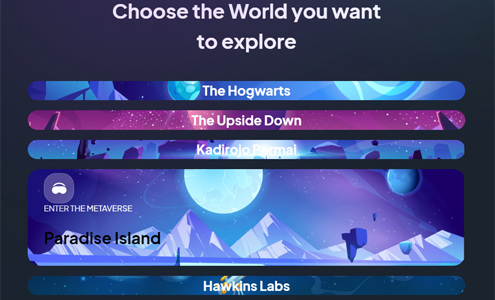 Choose the World you want
to explore
The Hogwarts
The Upside Down
Kadirojo Permai
ENTER THE METAVERSE
Paradise Island
Hawkins Labs